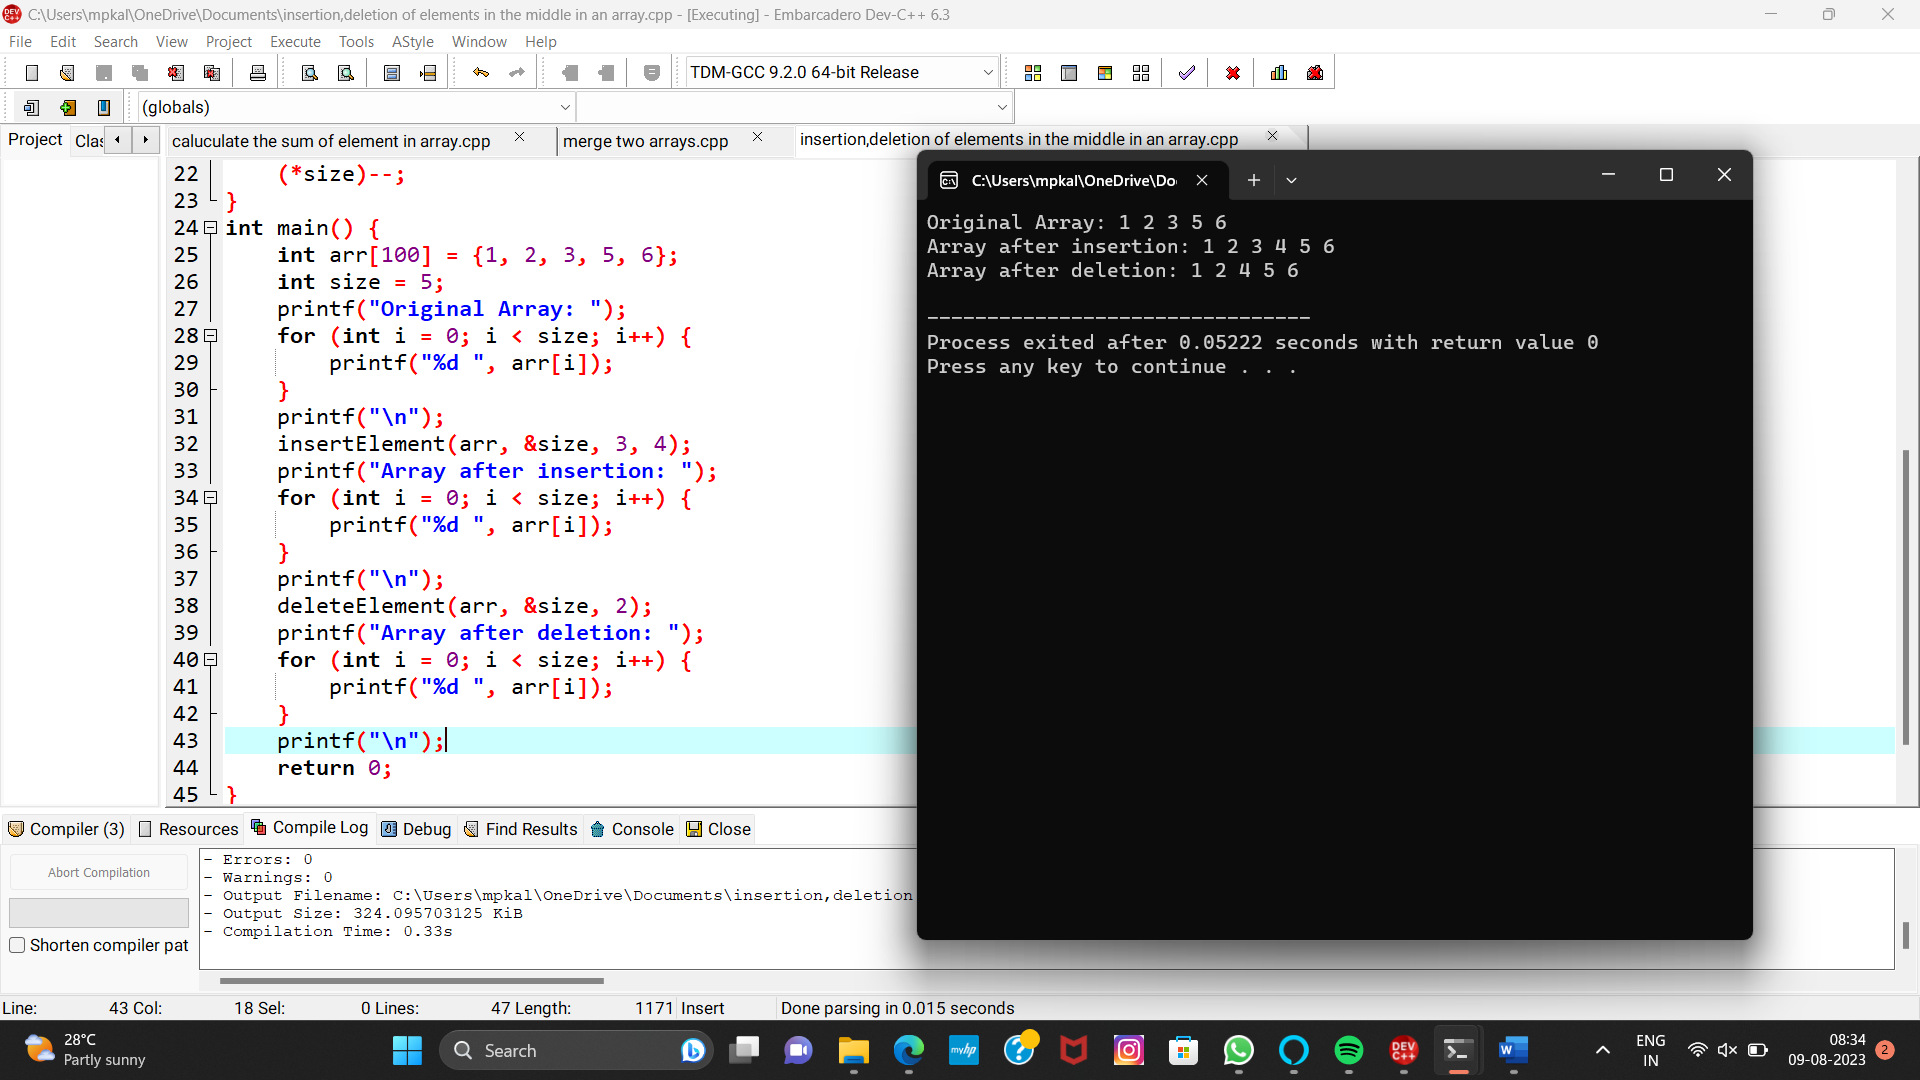 C:\Users\mpkal\OneDrive\Documents\insertion,deletion of elements in the middle in an array.cpp - [Executing] - Embarcadero Dev-C++ 6.3
File Edit Search View Project Execute Tools AStyle Window Help
TDM-GCC 9.2.0 64-bit Release
(globals)
Project Clas caluculate the sum of element in array.cpp merge two arrays.cpp insertion,deletion of elements in the middle in an array.cpp
22 (*size)--;
23 }
24 int main() {
25 int arr[100] = {1, 2, 3, 5, 6};
26 int size = 5;
27 printf("Original Array: ");
28 for (int i = 0; i < size; i++) {
29 printf("%d ", arr[i]);
30 }
31 printf("\n");
32 insertElement(arr, &size, 3, 4);
33 printf("Array after insertion: ");
34 for (int i = 0; i < size; i++) {
35 printf("%d ", arr[i]);
36 }
37 printf("\n");
38 deleteElement(arr, &size, 2);
39 printf("Array after deletion: ");
40 for (int i = 0; i < size; i++) {
41 printf("%d ", arr[i]);
42 }
43 printf("\n");
44 return 0;
45 }
C:\Users\mpkal\OneDrive\Do
Original Array: 1 2 3 5 6
Array after insertion: 1 2 3 4 5 6
Array after deletion: 1 2 4 5 6
--------------------------------
Process exited after 0.05222 seconds with return value 0
Press any key to continue . . .
Compiler (3) Resources Compile Log Debug Find Results Console Close
Abort Compilation
Shorten compiler pat
- Errors: 0
- Warnings: 0
- Output Filename: C:\Users\mpkal\OneDrive\Documents\insertion,deletion
- Output Size: 324.095703125 KiB
- Compilation Time: 0.33s
Line: 43 Col: 18 Sel: 0 Lines: 47 Length: 1171 Insert Done parsing in 0.015 seconds
28°C
Partly sunny
Search
myhp
DEV C++
W
ENG
IN
08:34
09-08-2023
2